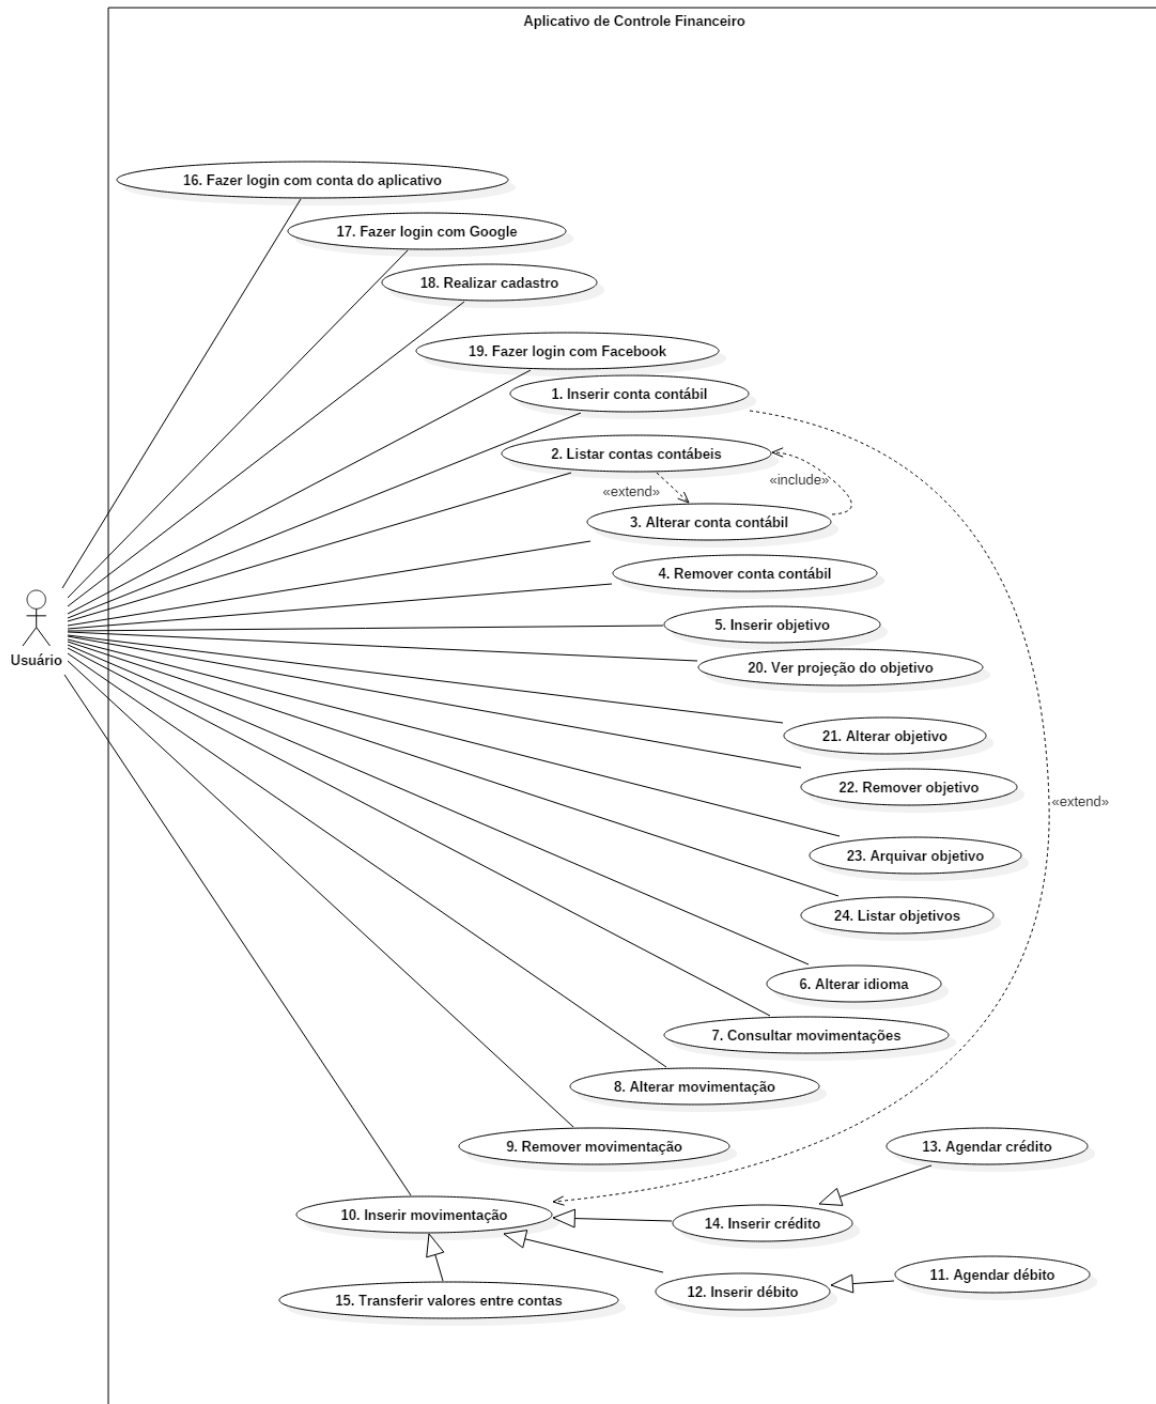 Aplicativo de Controle Financeiro
16. Fazer login com conta do aplicativo
17. Fazer login com Google
18. Realizar cadastro
19. Fazer login com Facebook
1. Inserir conta contábil
2. Listar contas contábeis
«include»
«extend»
3. Alterar conta contábil
4. Remover conta contábil
5. Inserir objetivo
Usuário
20. Ver projeção do objetivo
21. Alterar objetivo
22. Remover objetivo
«extend»
23. Arquivar objetivo
24. Listar objetivos
6. Alterar idioma
7. Consultar movimentações
8. Alterar movimentação
9. Remover movimentação
13. Agendar crédito
10. Inserir movimentação
14. Inserir crédito
11. Agendar débito
12. Inserir débito
15. Transferir valores entre contas